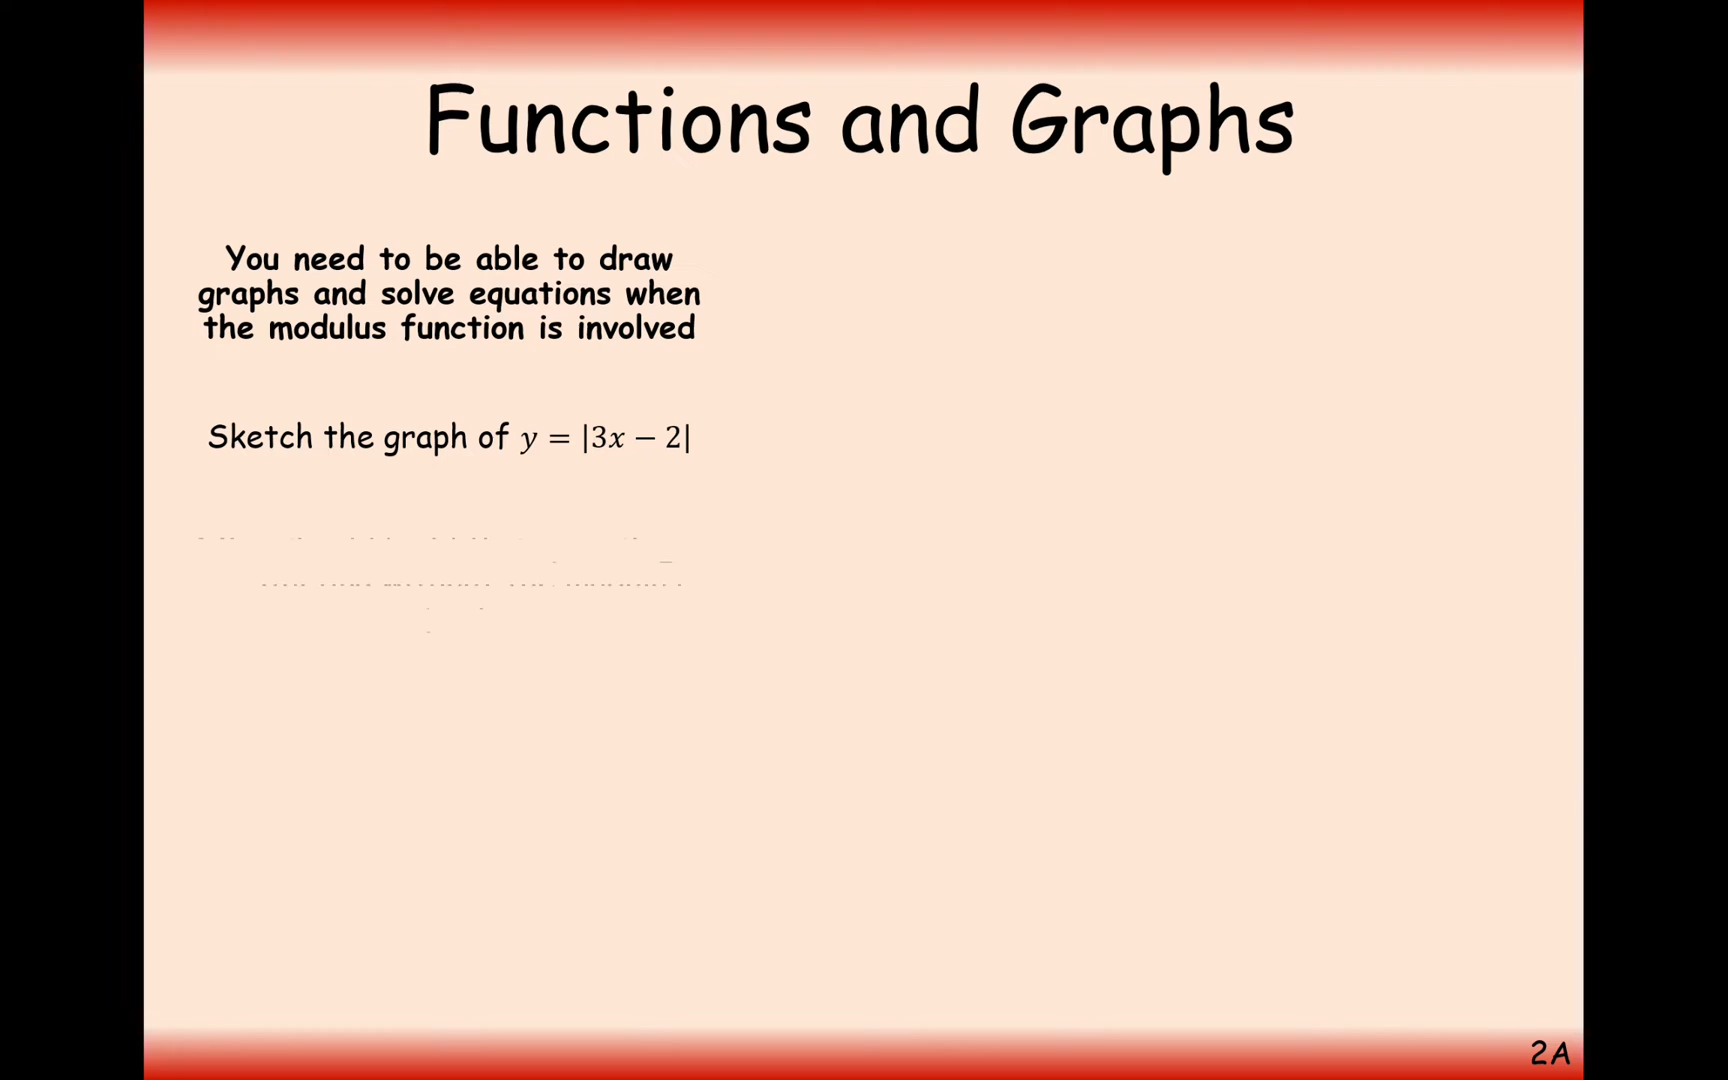 Functions and Graphs
You need to be able to draw
graphs and solve equations when
the modulus function is involved
Sketch the graph of y = |3x − 2|
2A